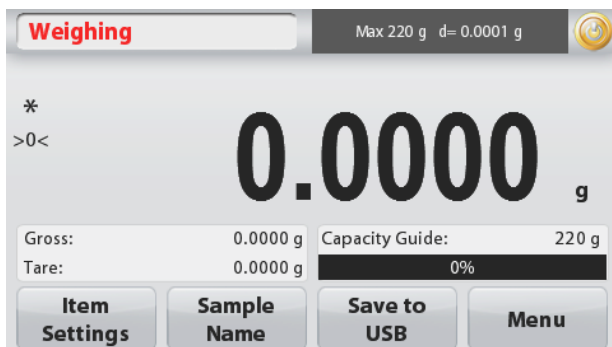 Weighing
Max 220 g d= 0.0001 g
*
>0<
0.0000 g
Gross: 0.0000 g
Tare: 0.0000 g
Capacity Guide: 220 g
0%
Item Settings
Sample Name
Save to USB
Menu